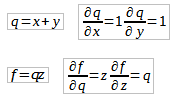 q=x+y
∂q/∂x=1 ∂q/∂y=1
f=qz
∂f/∂q=z ∂f/∂z=q